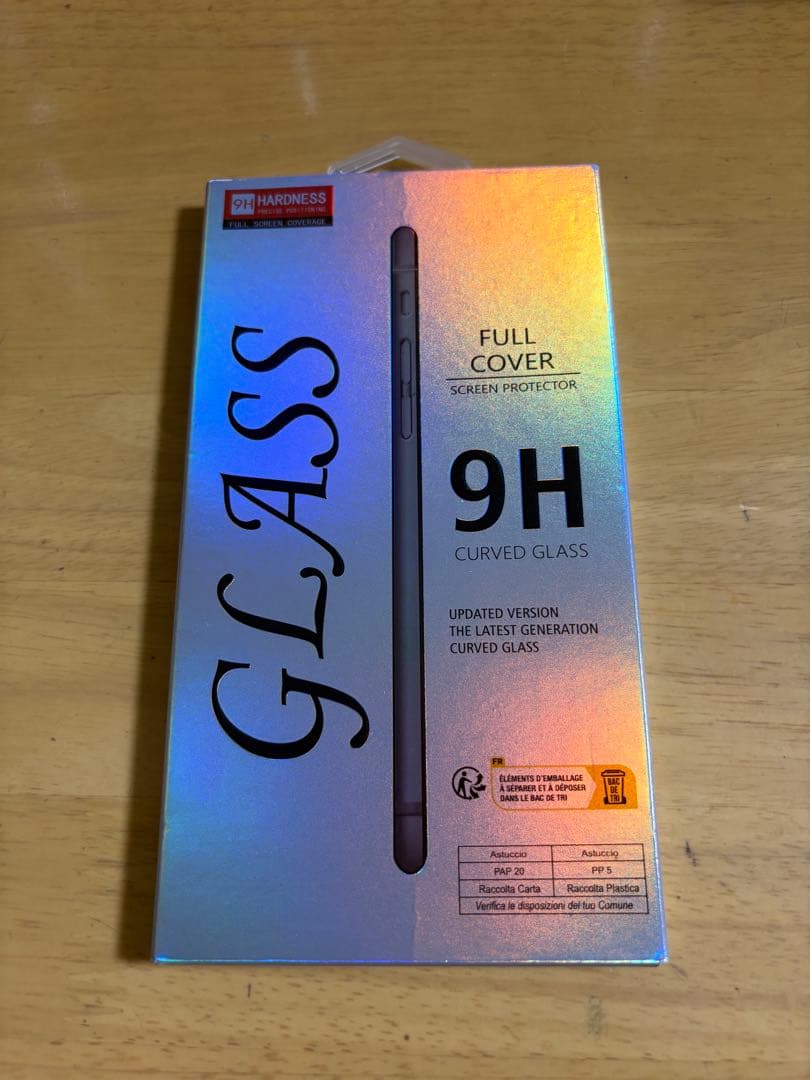 9H HARDNESS
PRECISE POSITIONING
FULL SCREEN COVERAGE
GLASS
FULL
COVER
SCREEN PROTECTOR
9H
CURVED GLASS
UPDATED VERSION
THE LATEST GENERATION
CURVED GLASS
FR
ÉLÉMENTS D'EMBALLAGE
À SÉPARER ET À DÉPOSER
DANS LE BAC DE TRI
BAC
DE
TRI
Astuccio Astuccio
PAP 20 PP 5
Raccolta Carta Raccolta Plastica
Verifica le disposizioni del tuo Comune